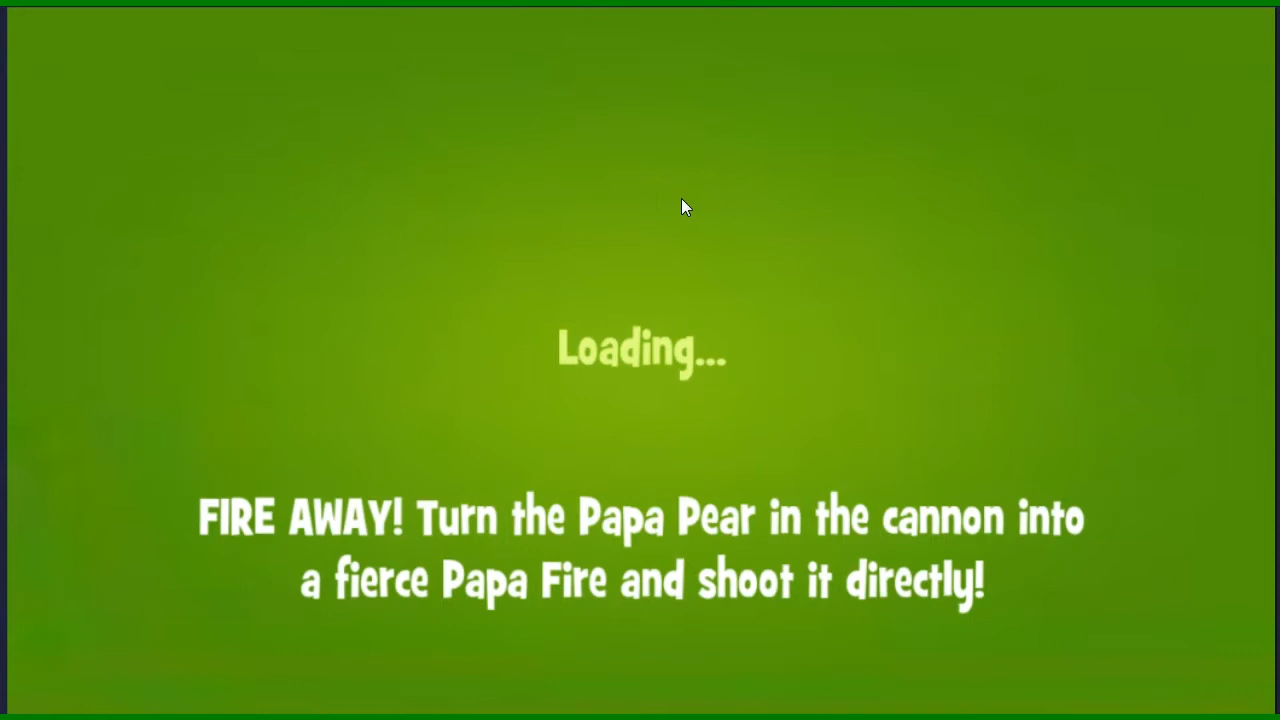 Loading...
FIRE AWAY! Turn the Papa Pear in the cannon into
a fierce Papa Fire and shoot it directly!